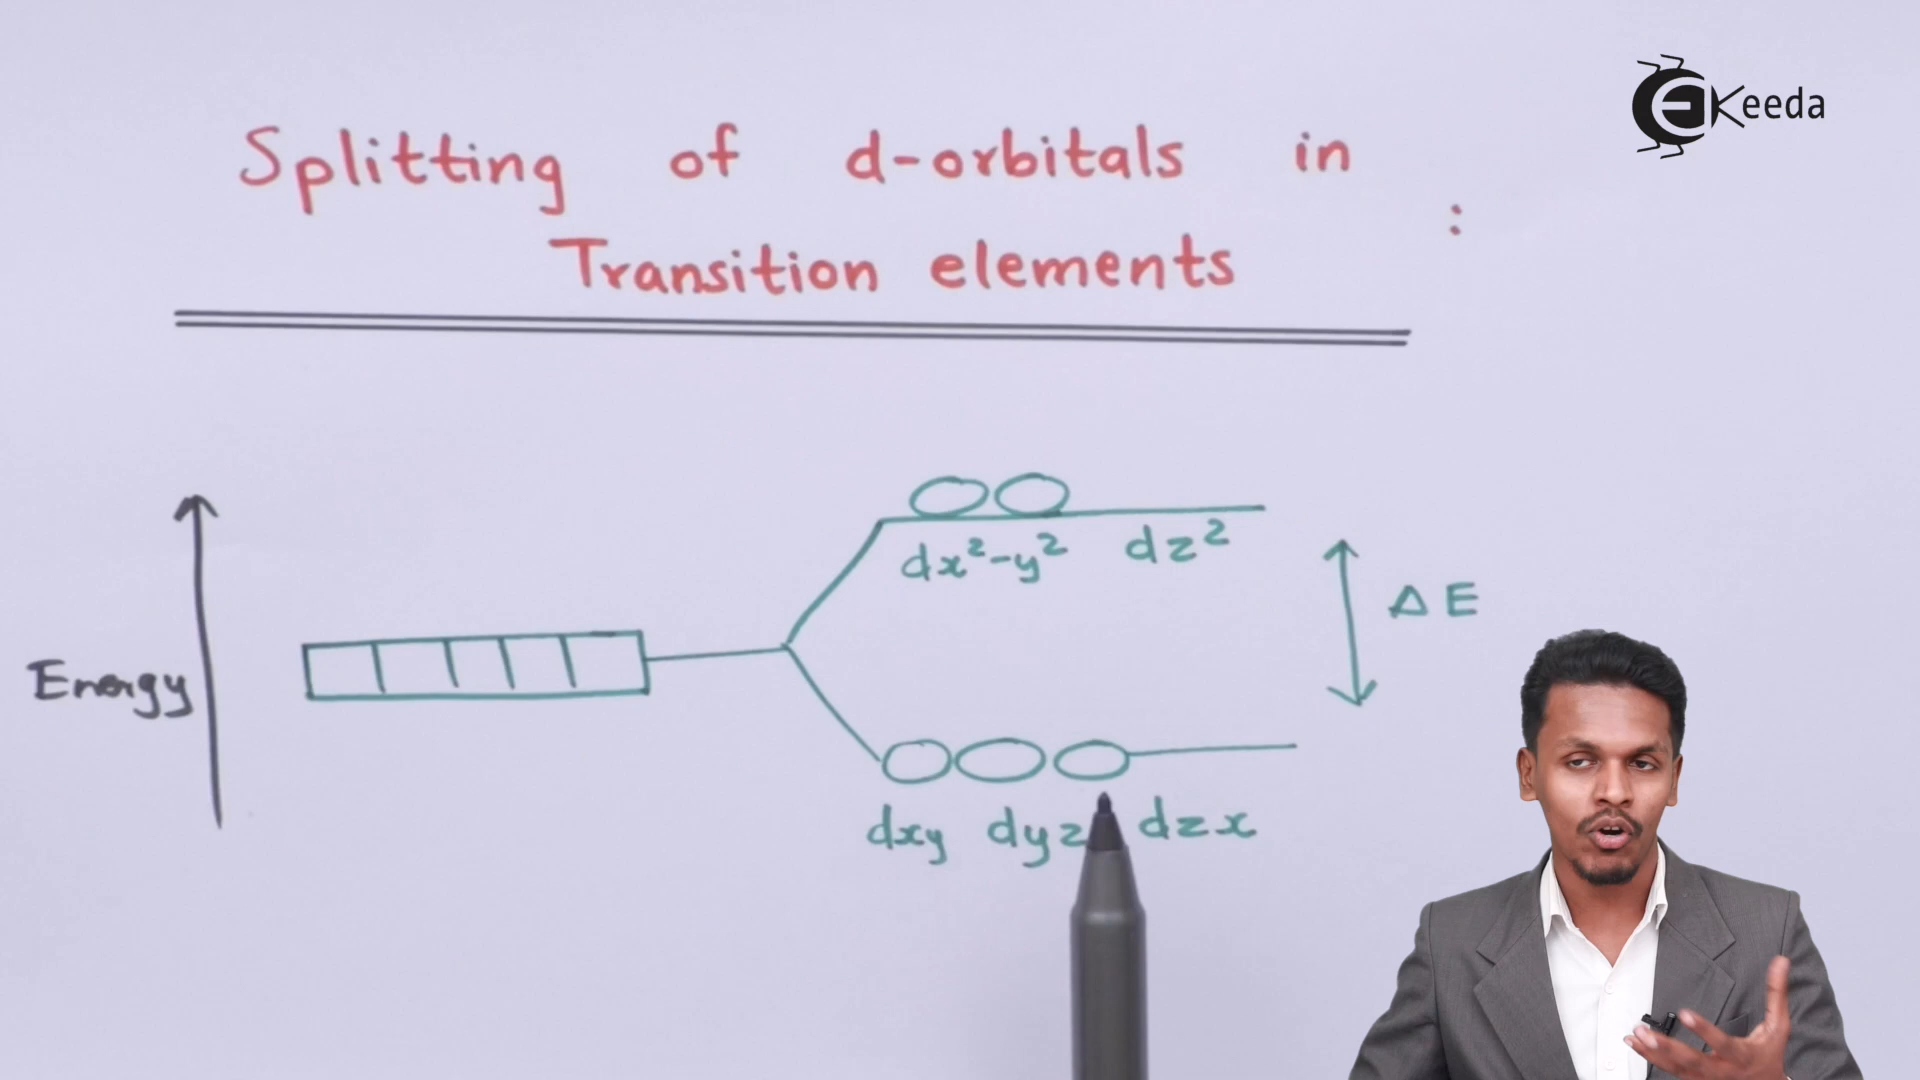 Keeda
Splitting of d-orbitals in
Transition elements :
dx²-y² dz²
ΔE
Energy
dxy dyz dzx